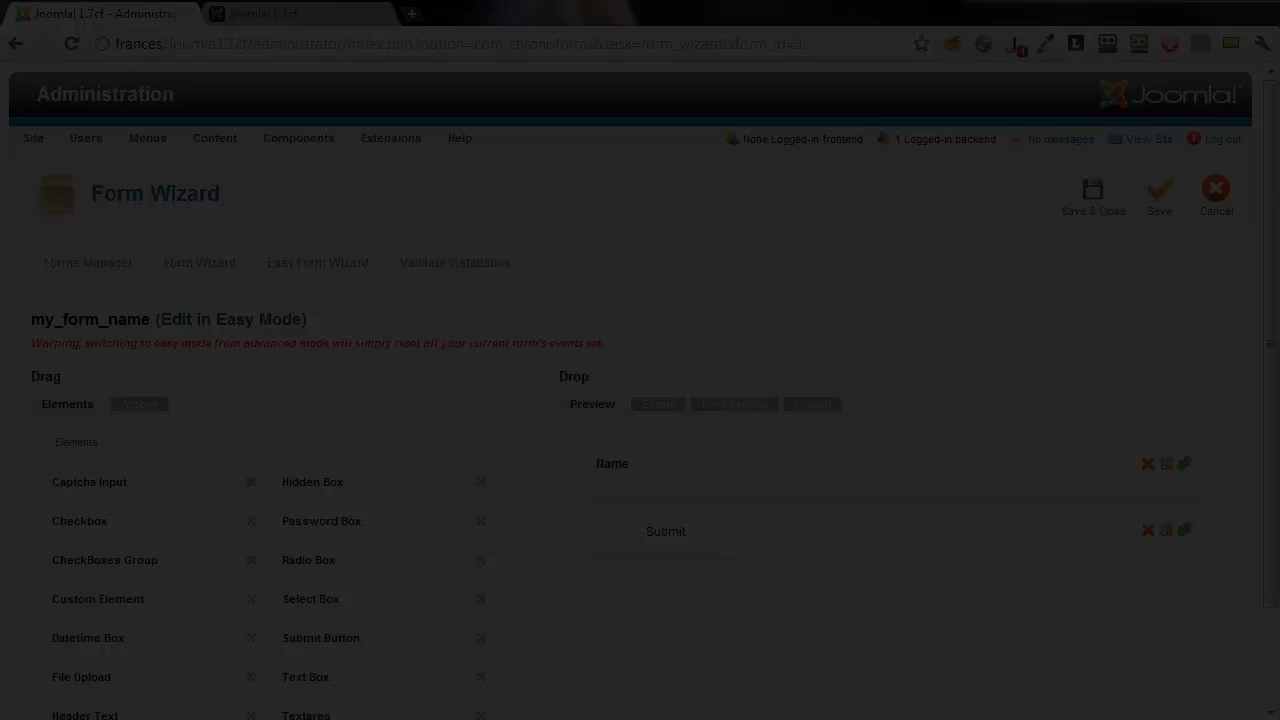 Joomla! 1.7cf - Administrat
Joomla! 1.7cf
frances/Joomla1.7cf/administrator/index.php?option=com_chronoforms&task=form_wizard&form_id=1
Administration
Joomla!
Site Users Menus Content Components Extensions Help
None Logged-in frontend 1 Logged-in backend No messages View Site Log out
Form Wizard
Save & Close Save Cancel
Forms Manager Form Wizard Easy Form Wizard Validate Installation
my_form_name (Edit in Easy Mode)
Warning, switching to easy mode from advanced mode will simply reset all your current form's events set.
Drag Drop
Elements Preview Events
Elements
Name
Captcha Input Hidden Box
Checkbox Password Box
Submit
CheckBoxes Group Radio Box
Custom Element Select Box
Datetime Box Submit Button
File Upload Text Box
Header Text Textarea